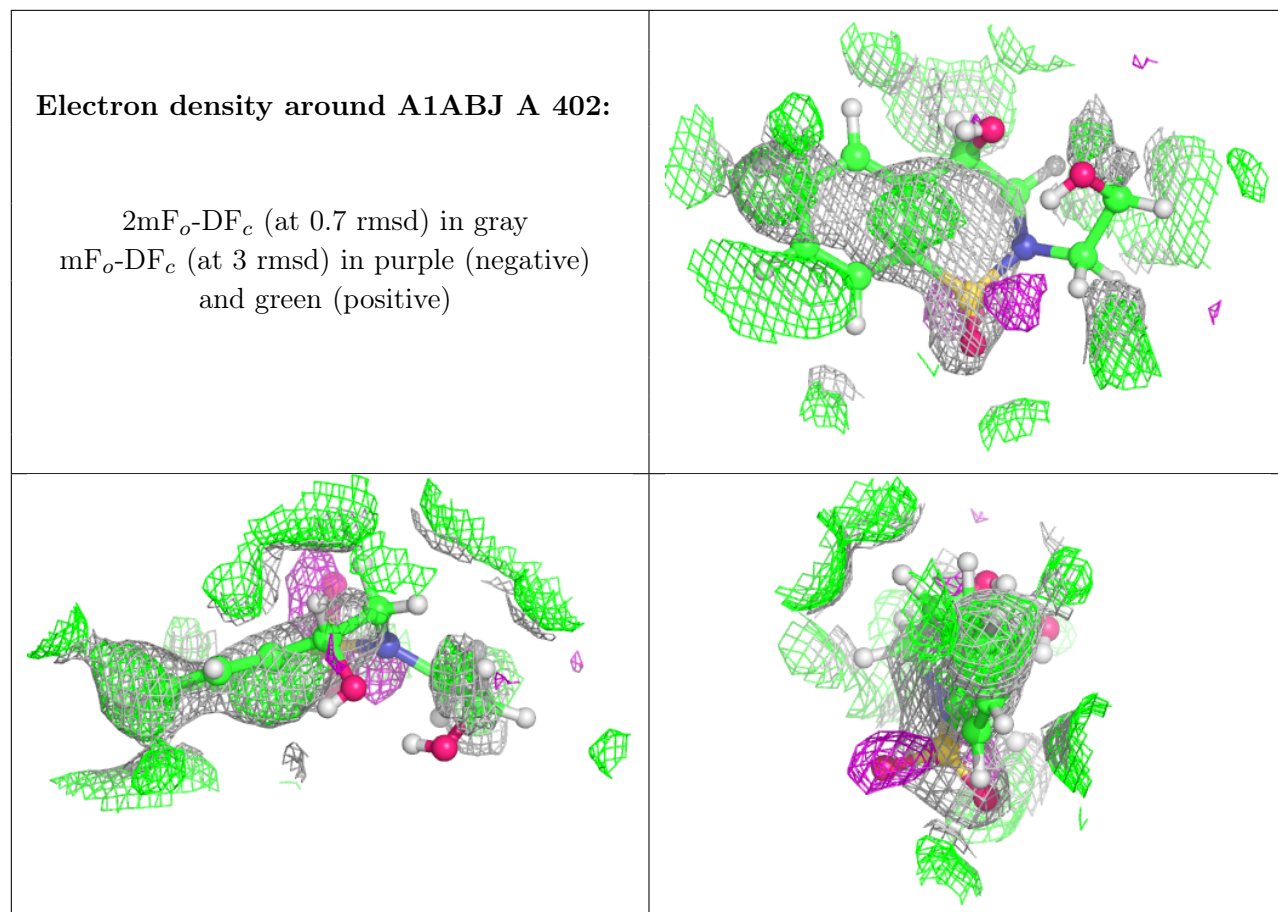 Electron density around A1ABJ A 402:
2mFo-DFc (at 0.7 rmsd) in gray
mFo-DFc (at 3 rmsd) in purple (negative)
and green (positive)